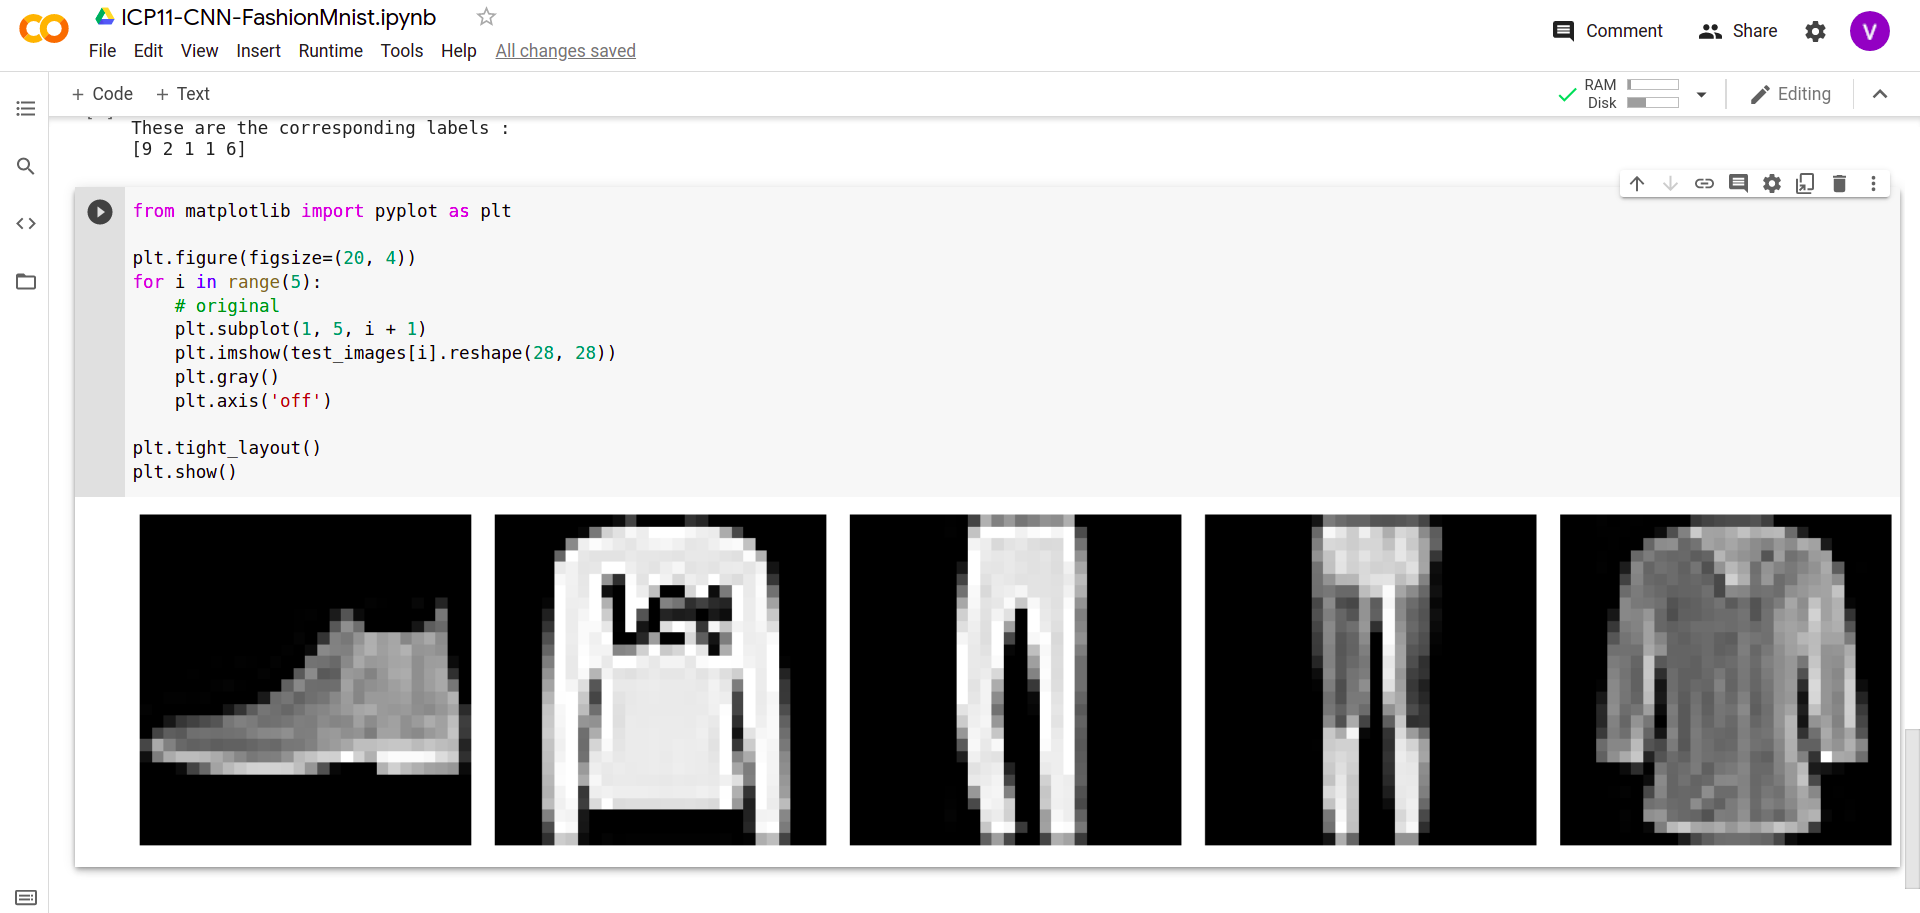 ICP11-CNN-FashionMnist.ipynb
File Edit View Insert Runtime Tools Help All changes saved
Comment Share V
+ Code + Text
RAM
Disk
Editing
These are the corresponding labels :
[9 2 1 1 6]
from matplotlib import pyplot as plt
plt.figure(figsize=(20, 4))
for i in range(5):
# original
plt.subplot(1, 5, i + 1)
plt.imshow(test_images[i].reshape(28, 28))
plt.gray()
plt.axis('off')
plt.tight_layout()
plt.show()